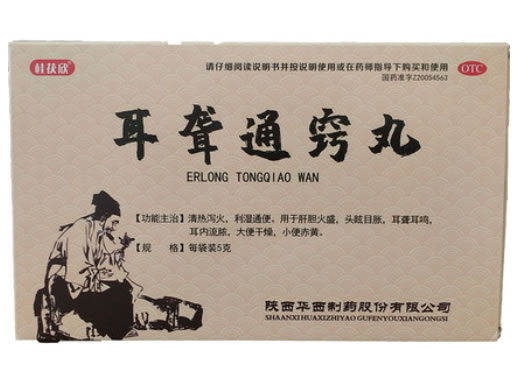 杜茯欣
请仔细阅读说明书并按说明使用或在药师指导下购买和使用
国药准字Z20054563
OTC
耳聋通窍丸
ERLONG TONGQIAO WAN
【功能主治】清热泻火，利湿通便。用于肝胆火盛，头眩目胀，耳聋耳鸣，
耳内流脓，大便干燥，小便赤黄。
【规 格】每袋装5克
陕西华西制药股份有限公司
SHAANXIHUAXIZHIYAO GUFENYOUXIANGONGSI